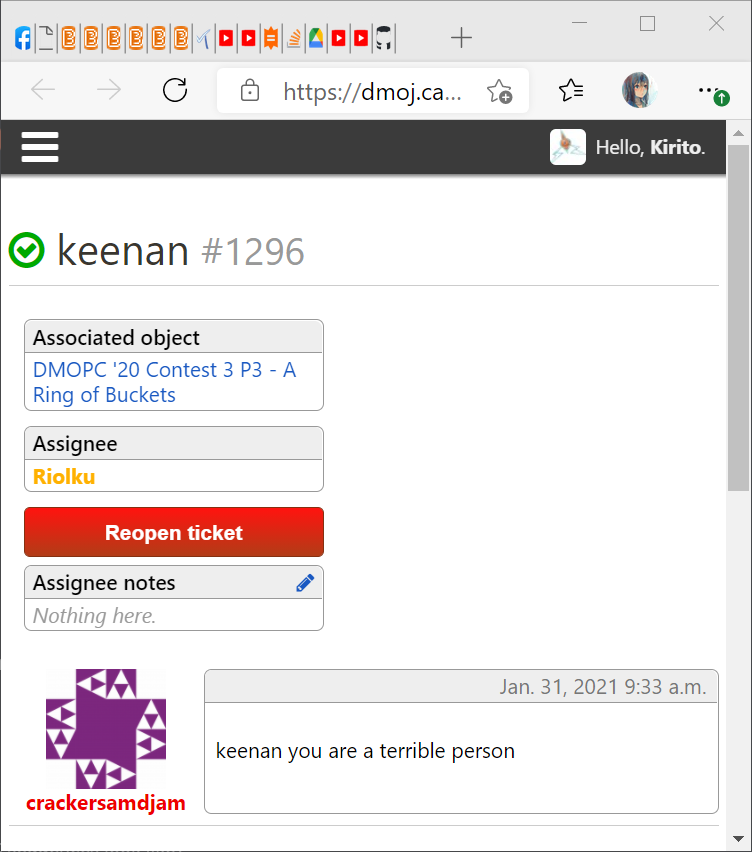 https://dmoj.ca...
Hello, Kirito.
keenan #1296
Associated object
DMOPC '20 Contest 3 P3 - A
Ring of Buckets
Assignee
Riolku
Reopen ticket
Assignee notes
Nothing here.
Jan. 31, 2021 9:33 a.m.
keenan you are a terrible person
crackersamdjam